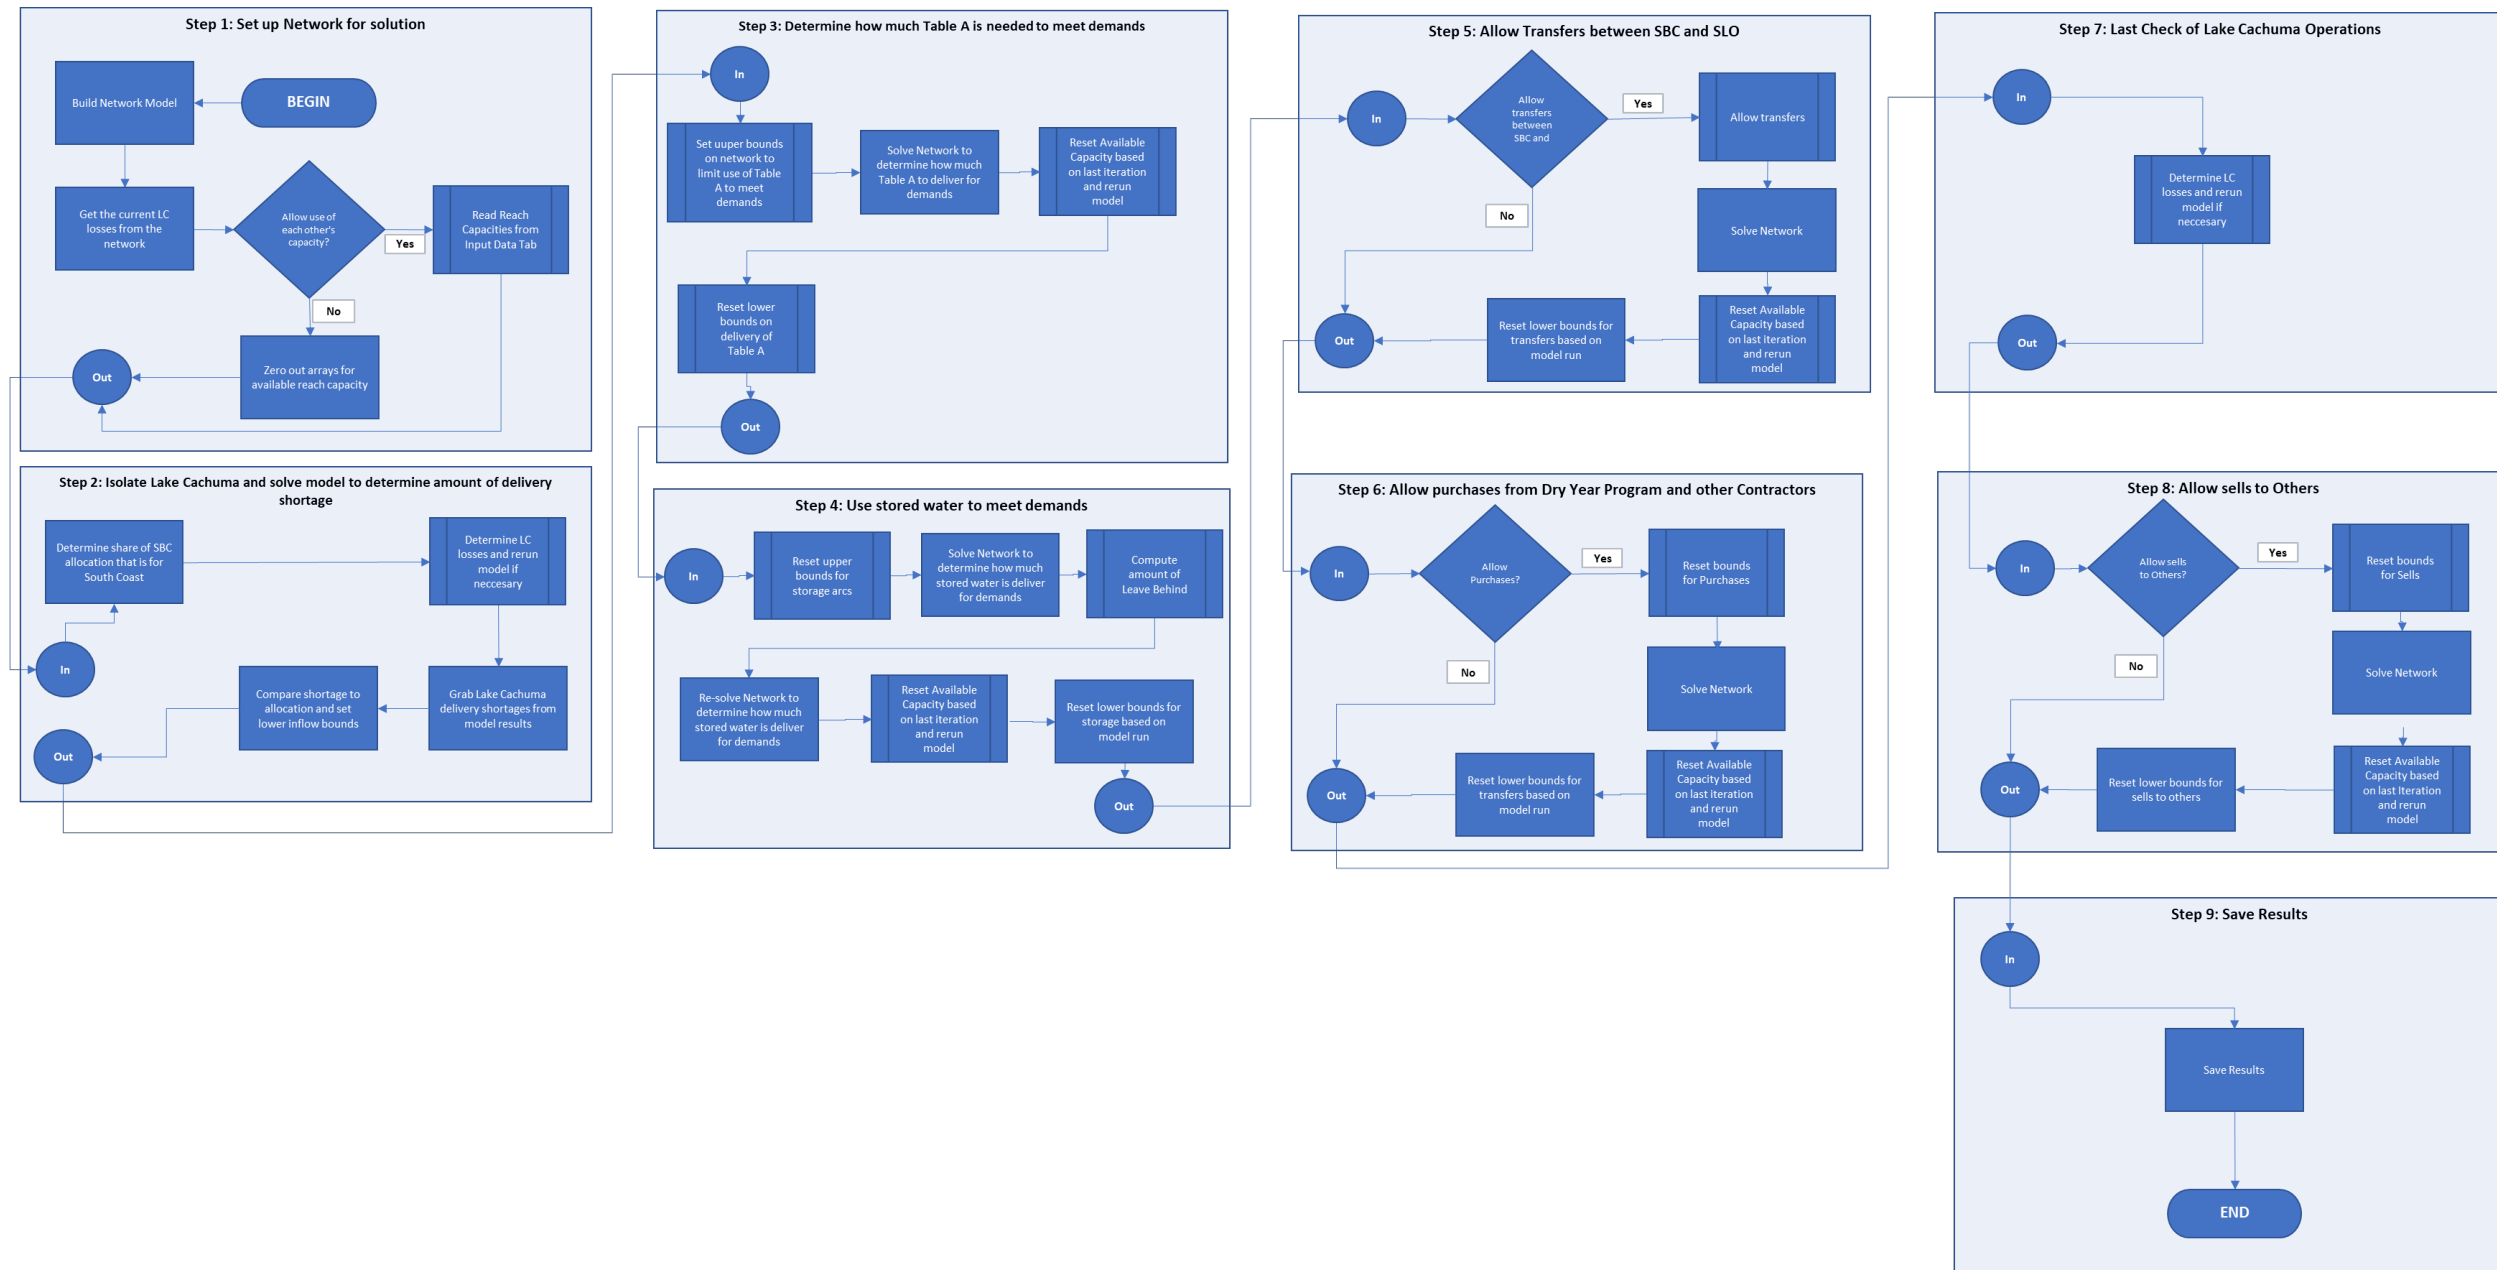 Step 1: Set up Network for solution
BEGIN
Build Network Model
Get the current LC
losses from the
network
Allow use of
each other's
capacity?
Yes
Read Reach
Capacities from
Input Data Tab
No
Zero out arrays for
available reach capacity
Out
Step 2: Isolate Lake Cachuma and solve model to determine amount of delivery
shortage
In
Determine share of SBC
allocation that is for
South Coast
Determine LC
losses and rerun
model if
neccesary
Grab Lake Cachuma
delivery shortages from
model results
Compare shortage to
allocation and set
lower inflow bounds
Out
Step 3: Determine how much Table A is needed to meet demands
In
Set uuper bounds
on network to
limit use of Table
A to meet
demands
Solve Network to
determine how much
Table A to deliver for
demands
Reset Available
Capacity based
on last iteration
and rerun
model
Reset lower
bounds on
delivery of
Table A
Out
Step 4: Use stored water to meet demands
In
Reset upper
bounds for
storage arcs
Solve Network to
determine how much
stored water is deliver
for demands
Compute
amount of
Leave Behind
Re-solve Network to
determine how much
stored water is deliver
for demands
Reset Available
Capacity based
on last iteration
and rerun
model
Reset lower bounds for
storage based on
model run
Out
Step 5: Allow Transfers between SBC and SLO
In
Allow
transfers
between
SBC and
Yes
Allow transfers
No
Solve Network
Reset Available
Capacity based
on last iteration
and rerun
model
Reset lower bounds for
transfers based on
model run
Out
Step 6: Allow purchases from Dry Year Program and other Contractors
In
Allow
Purchases?
Yes
Reset bounds
for Purchases
No
Solve Network
Reset Available
Capacity based
on last iteration
and rerun
model
Reset lower bounds for
transfers based on
model run
Out
Step 7: Last Check of Lake Cachuma Operations
In
Determine LC
losses and rerun
model if
neccesary
Out
Step 8: Allow sells to Others
In
Allow sells
to Others?
Yes
Reset bounds
for Sells
No
Solve Network
Reset Available
Capacity based
on last Iteration
and rerun
model
Reset lower bounds for
sells to others
Out
Step 9: Save Results
In
Save Results
END